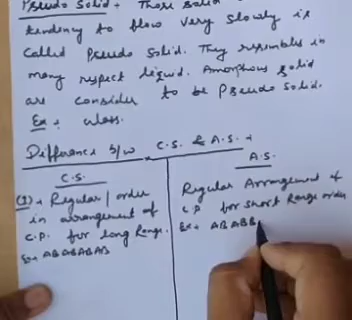 Pseudo Solid - Those solid
tendency to flow very slowly is
called Pseudo Solid. They resembles in
many respect liquid. Amorphous solid
are consider to be Pseudo Solid.
Ex:- Glass.
Difference b/w C.S. & A.S. -
C.S.
(1) - Regular / order
in arrangement of
C.P. for long Range.
Ex:- ABABABAB
A.S.
Regular Arrangement of
C.P for Short Range order
Ex:- ABABB